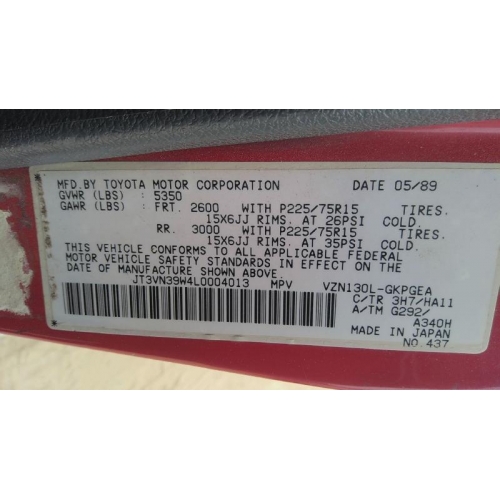 MFD.BY TOYOTA MOTOR CORPORATION DATE 05/89
GVWR (LBS) : 5350
GAWR (LBS) : FRT. 2600 WITH P225/75R15 TIRES.
15X6JJ RIMS. AT 26PSI COLD.
RR. 3000 WITH P225/75R15 TIRES.
15X6JJ RIMS. AT 35PSI COLD.
THIS VEHICLE CONFORMS TO ALL APPLICABLE FEDERAL
MOTOR VEHICLE SAFETY STANDARDS IN EFFECT ON THE
DATE OF MANUFACTURE SHOWN ABOVE.
JT3VN39W4L0004013 MPV VZN130L-GKPGEA
C/TR 3H7/HA11
A/TM G292/
A340H
MADE IN JAPAN
NO.437